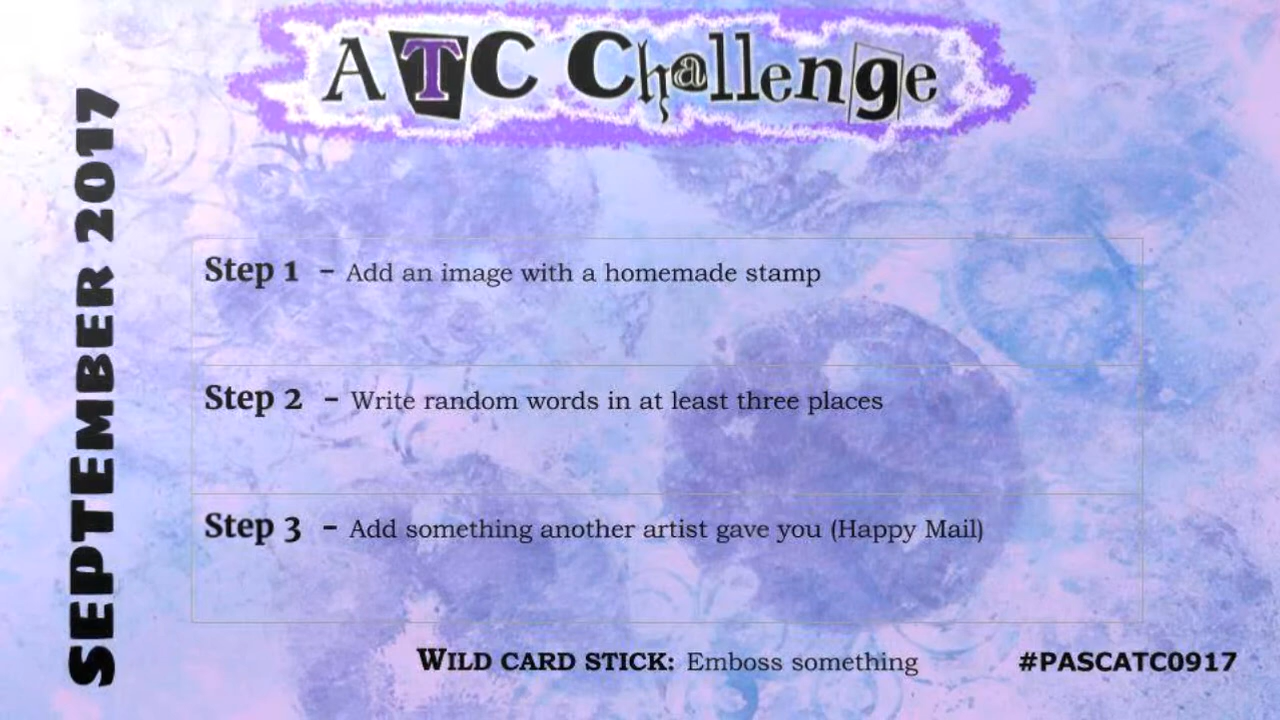 ATC Challenge
SEPTEMBER 2017
Step 1 - Add an image with a homemade stamp
Step 2 - Write random words in at least three places
Step 3 - Add something another artist gave you (Happy Mail)
WILD CARD STICK: Emboss something
#PASCATC0917